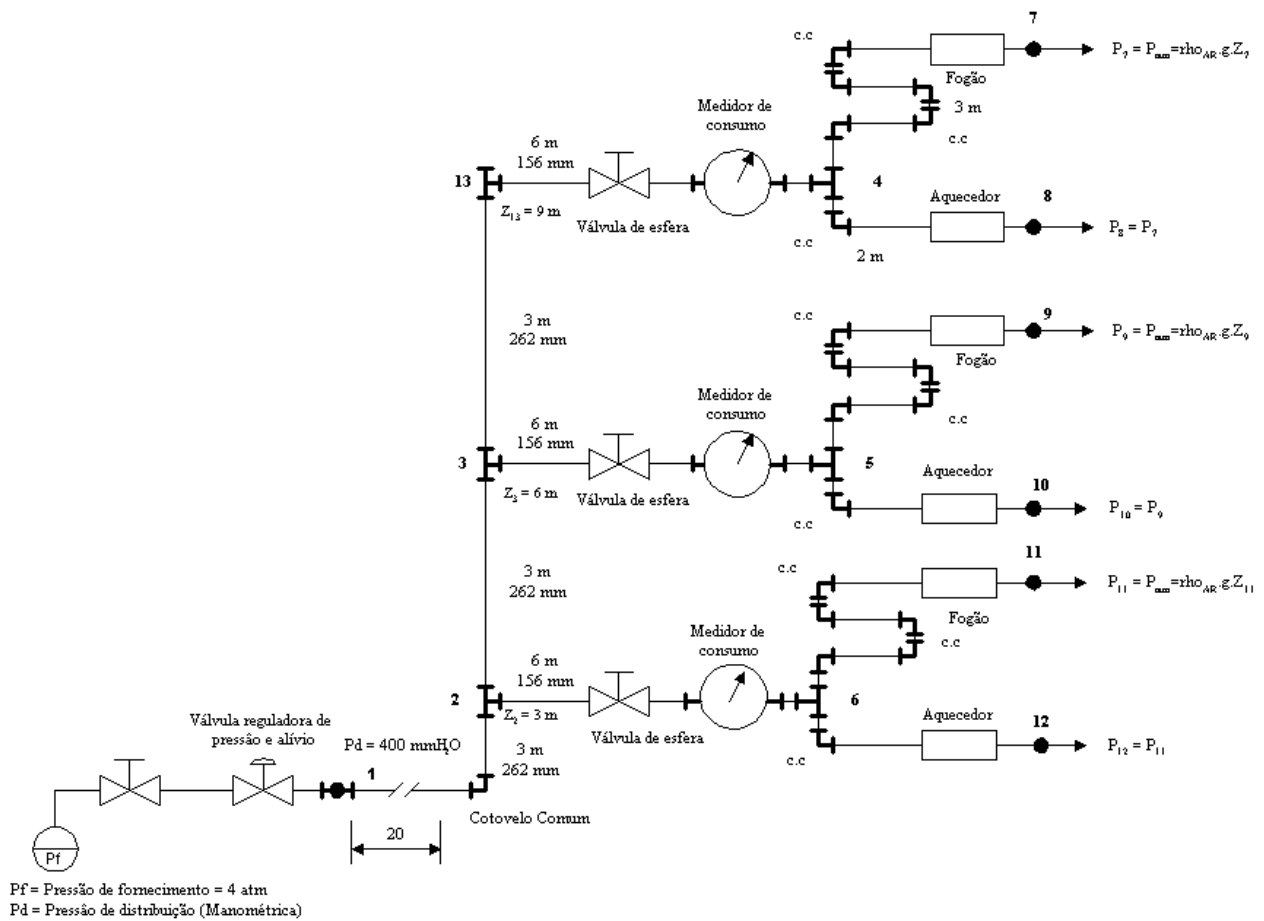 7
c.c
P₇ = Pₐₜₘ=rho_AR.g.Z₇
Fogão
3 m
c.c
Medidor de
consumo
6 m
156 mm
13
Z₁₃ = 9 m
Válvula de esfera
4
Aquecedor
8
c.c
2 m
P₈ = P₇
3 m
262 mm
c.c
9
P₉ = Pₐₜₘ=rho_AR.g.Z₉
Fogão
c.c
Medidor de
consumo
6 m
156 mm
3
Z₃ = 6 m
Válvula de esfera
5
Aquecedor
10
c.c
P₁₀ = P₉
3 m
262 mm
c.c
11
P₁₁ = Pₐₜₘ=rho_AR.g.Z₁₁
Fogão
c.c
Medidor de
consumo
6 m
156 mm
2
Z₂ = 3 m
Válvula de esfera
6
Aquecedor
12
c.c
P₁₂ = P₁₁
Válvula reguladora de
pressão e alívio
Pd = 400 mmH₂O
3 m
262 mm
1
Cotovelo Comum
20
Pf
Pf = Pressão de fornecimento = 4 atm
Pd = Pressão de distribuição (Manométrica)